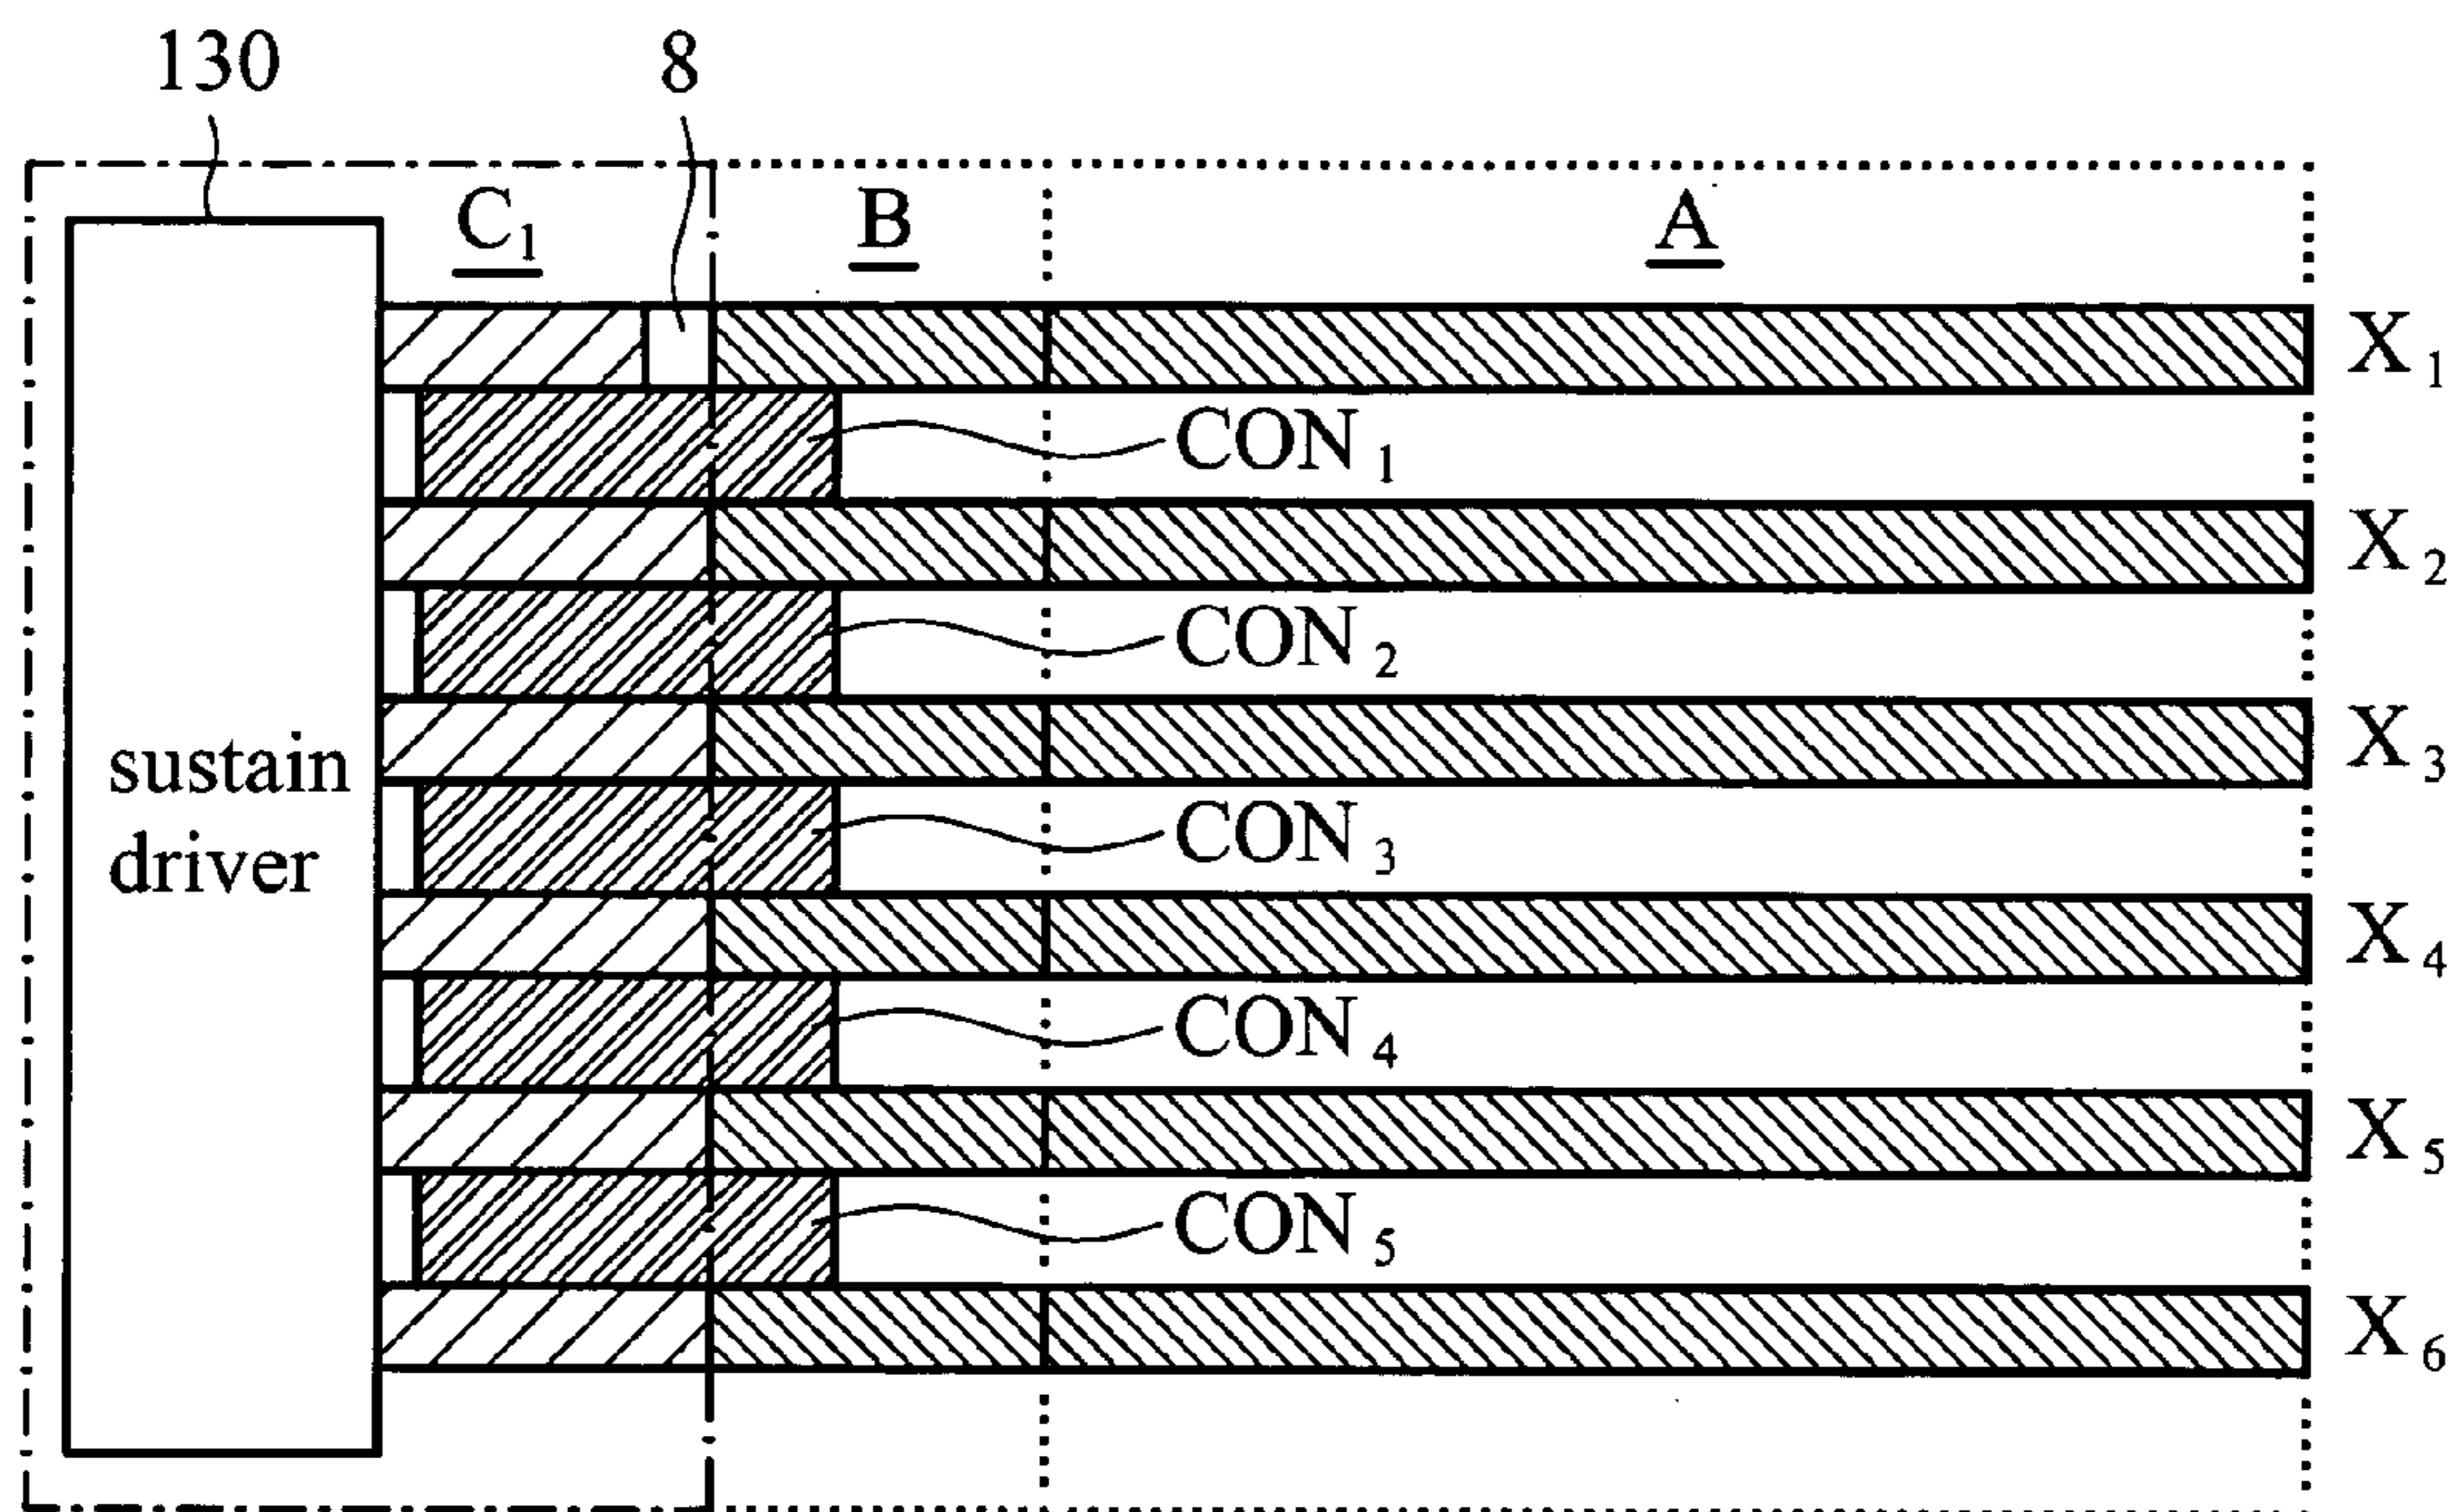 130
8
C1
B
A
X1
CON1
X2
CON2
X3
sustain
driver
CON3
X4
CON4
X5
CON5
X6